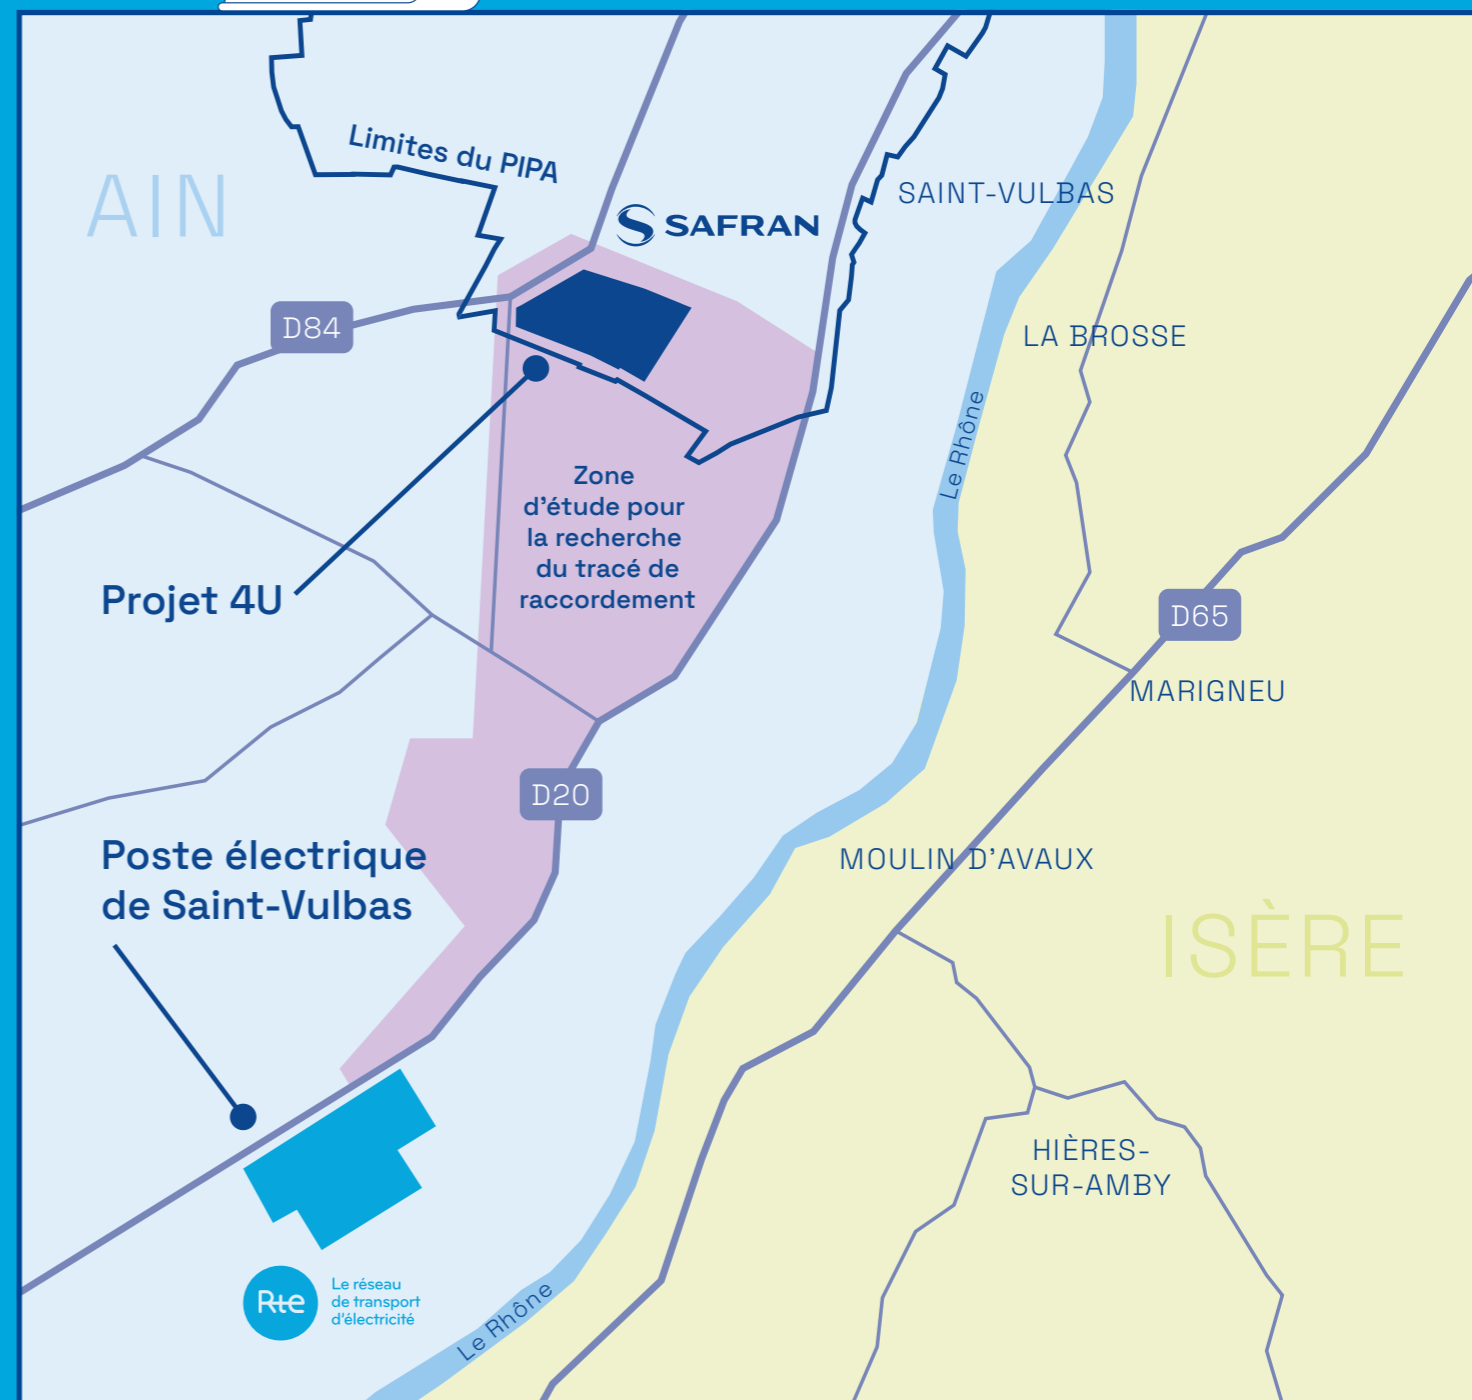 Limites du PIPA
AIN
SAINT-VULBAS
SAFRAN
D84
LA BROSSE
Le Rhône
Zone
d'étude pour
la recherche
du tracé de
raccordement
Projet 4U
D65
MARIGNEU
D20
Poste électrique
de Saint-Vulbas
MOULIN D'AVAUX
ISÈRE
HIÈRES-
SUR-AMBY
Rte
Le réseau
de transport
d'électricité
Le Rhône